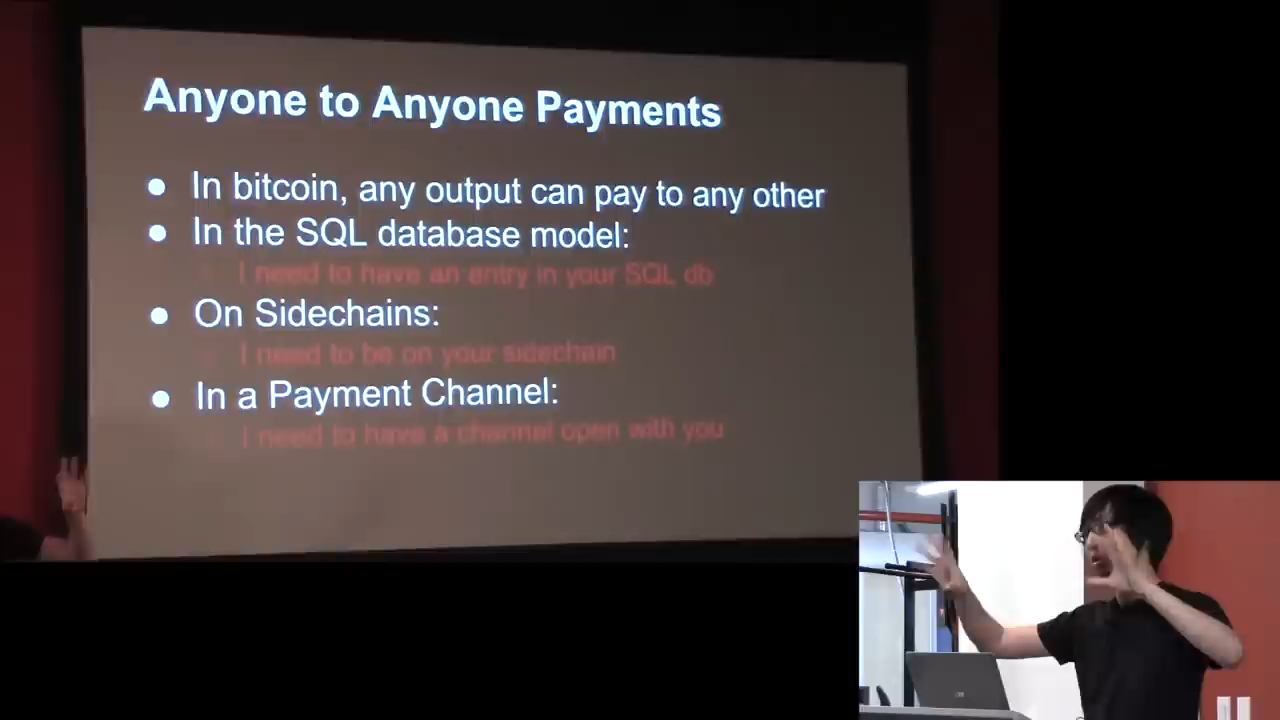 Anyone to Anyone Payments
● In bitcoin, any output can pay to any other
● In the SQL database model:
I need to have an entry in your SQL db
● On Sidechains:
I need to be on your sidechain
● In a Payment Channel:
I need to have a channel open with you